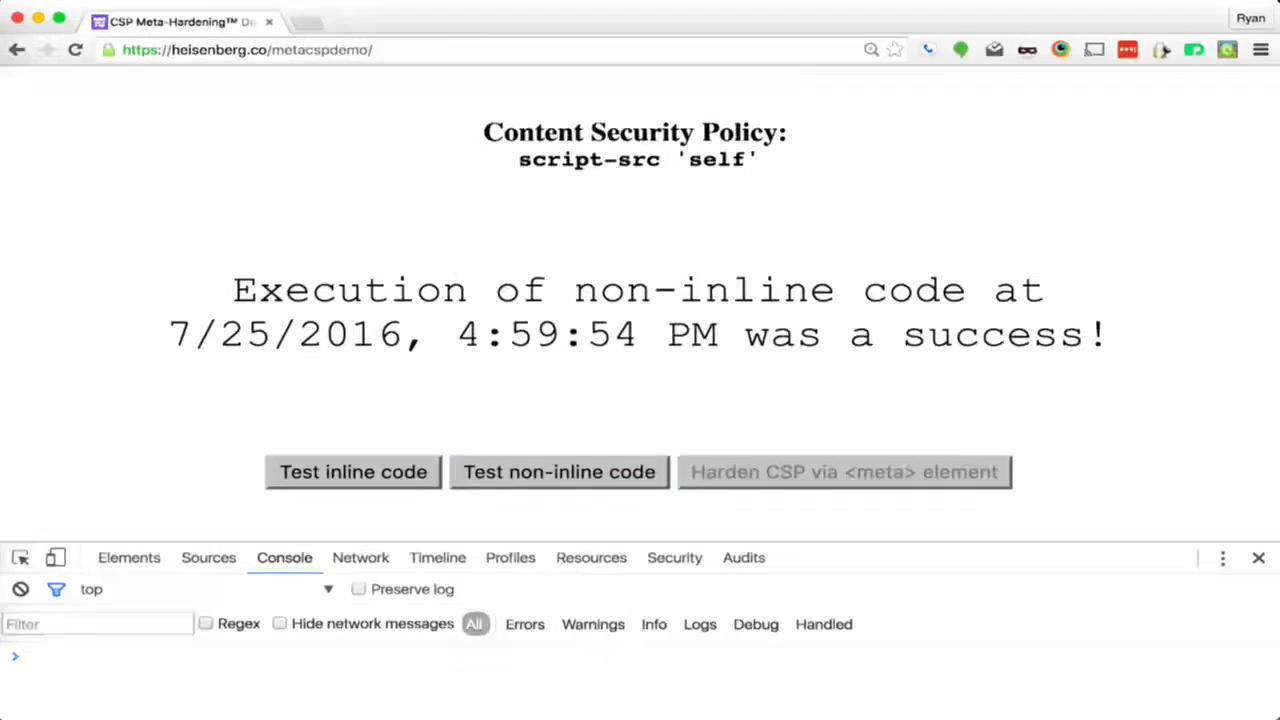 CSP Meta-Hardening™ De
Ryan
https://heisenberg.co/metacspdemo/
Content Security Policy:
script-src 'self'
Execution of non-inline code at
7/25/2016, 4:59:54 PM was a success!
Test inline code Test non-inline code Harden CSP via <meta> element
Elements Sources Console Network Timeline Profiles Resources Security Audits
top Preserve log
Filter Regex Hide network messages All Errors Warnings Info Logs Debug Handled